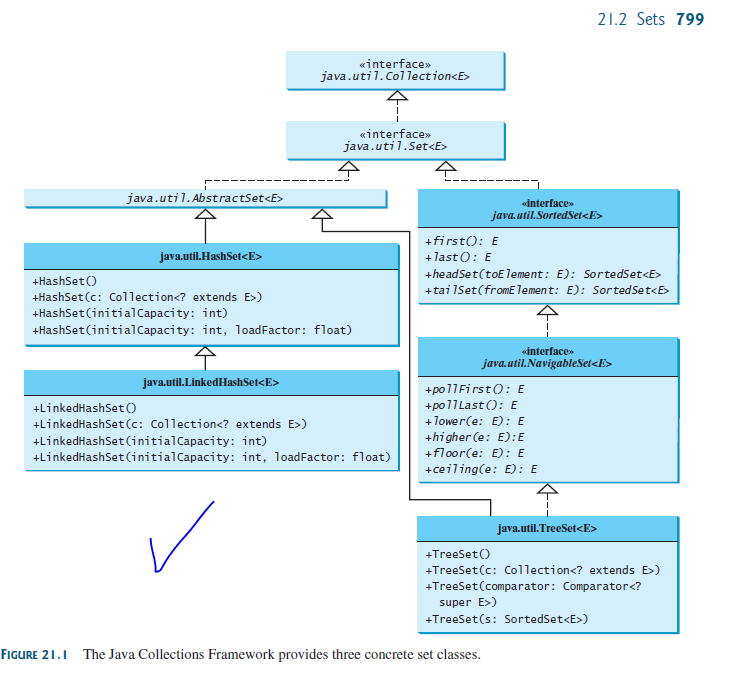 21.2 Sets 799
«interface»
java.util.Collection<E>
«interface»
java.util.Set<E>
java.util.AbstractSet<E>
«interface»
java.util.SortedSet<E>
+first(): E
+last(): E
+headSet(toElement: E): SortedSet<E>
+tailSet(fromElement: E): SortedSet<E>
java.util.HashSet<E>
+HashSet()
+HashSet(c: Collection<? extends E>)
+HashSet(initialCapacity: int)
+HashSet(initialCapacity: int, loadFactor: float)
«interface»
java.util.NavigableSet<E>
+pollFirst(): E
+pollLast(): E
+lower(e: E): E
+higher(e: E):E
+floor(e: E): E
+ceiling(e: E): E
java.util.LinkedHashSet<E>
+LinkedHashSet()
+LinkedHashSet(c: Collection<? extends E>)
+LinkedHashSet(initialCapacity: int)
+LinkedHashSet(initialCapacity: int, loadFactor: float)
java.util.TreeSet<E>
+TreeSet()
+TreeSet(c: Collection<? extends E>)
+TreeSet(comparator: Comparator<?
super E>)
+TreeSet(s: SortedSet<E>)
FIGURE 21.1 The Java Collections Framework provides three concrete set classes.